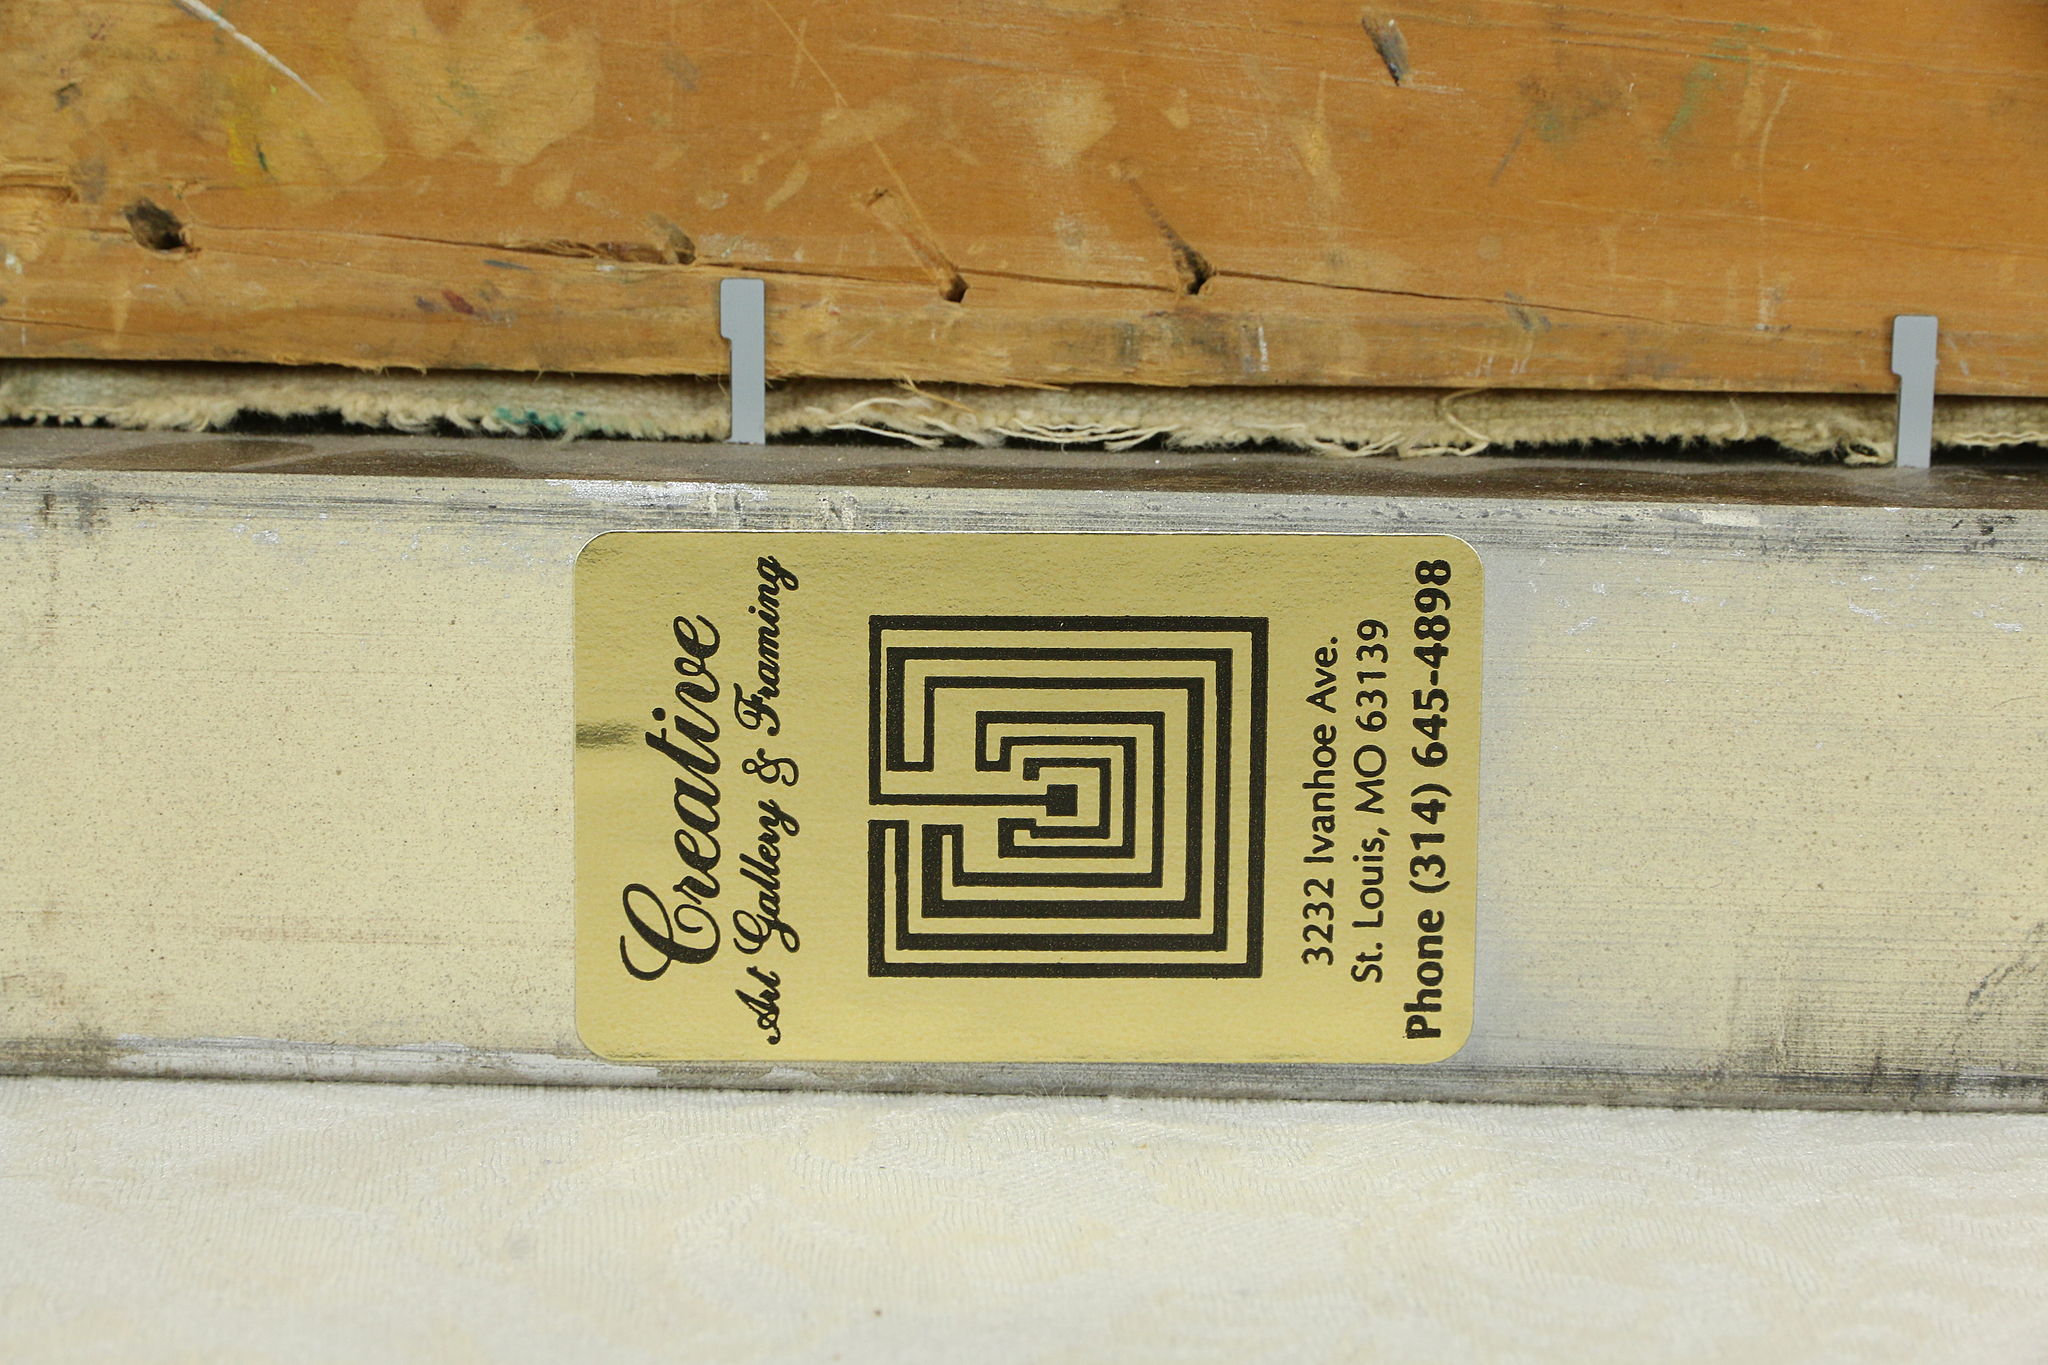 Creative
Art Gallery & Framing
3232 Ivanhoe Ave.
St. Louis, MO 63139
Phone (314) 645-4898